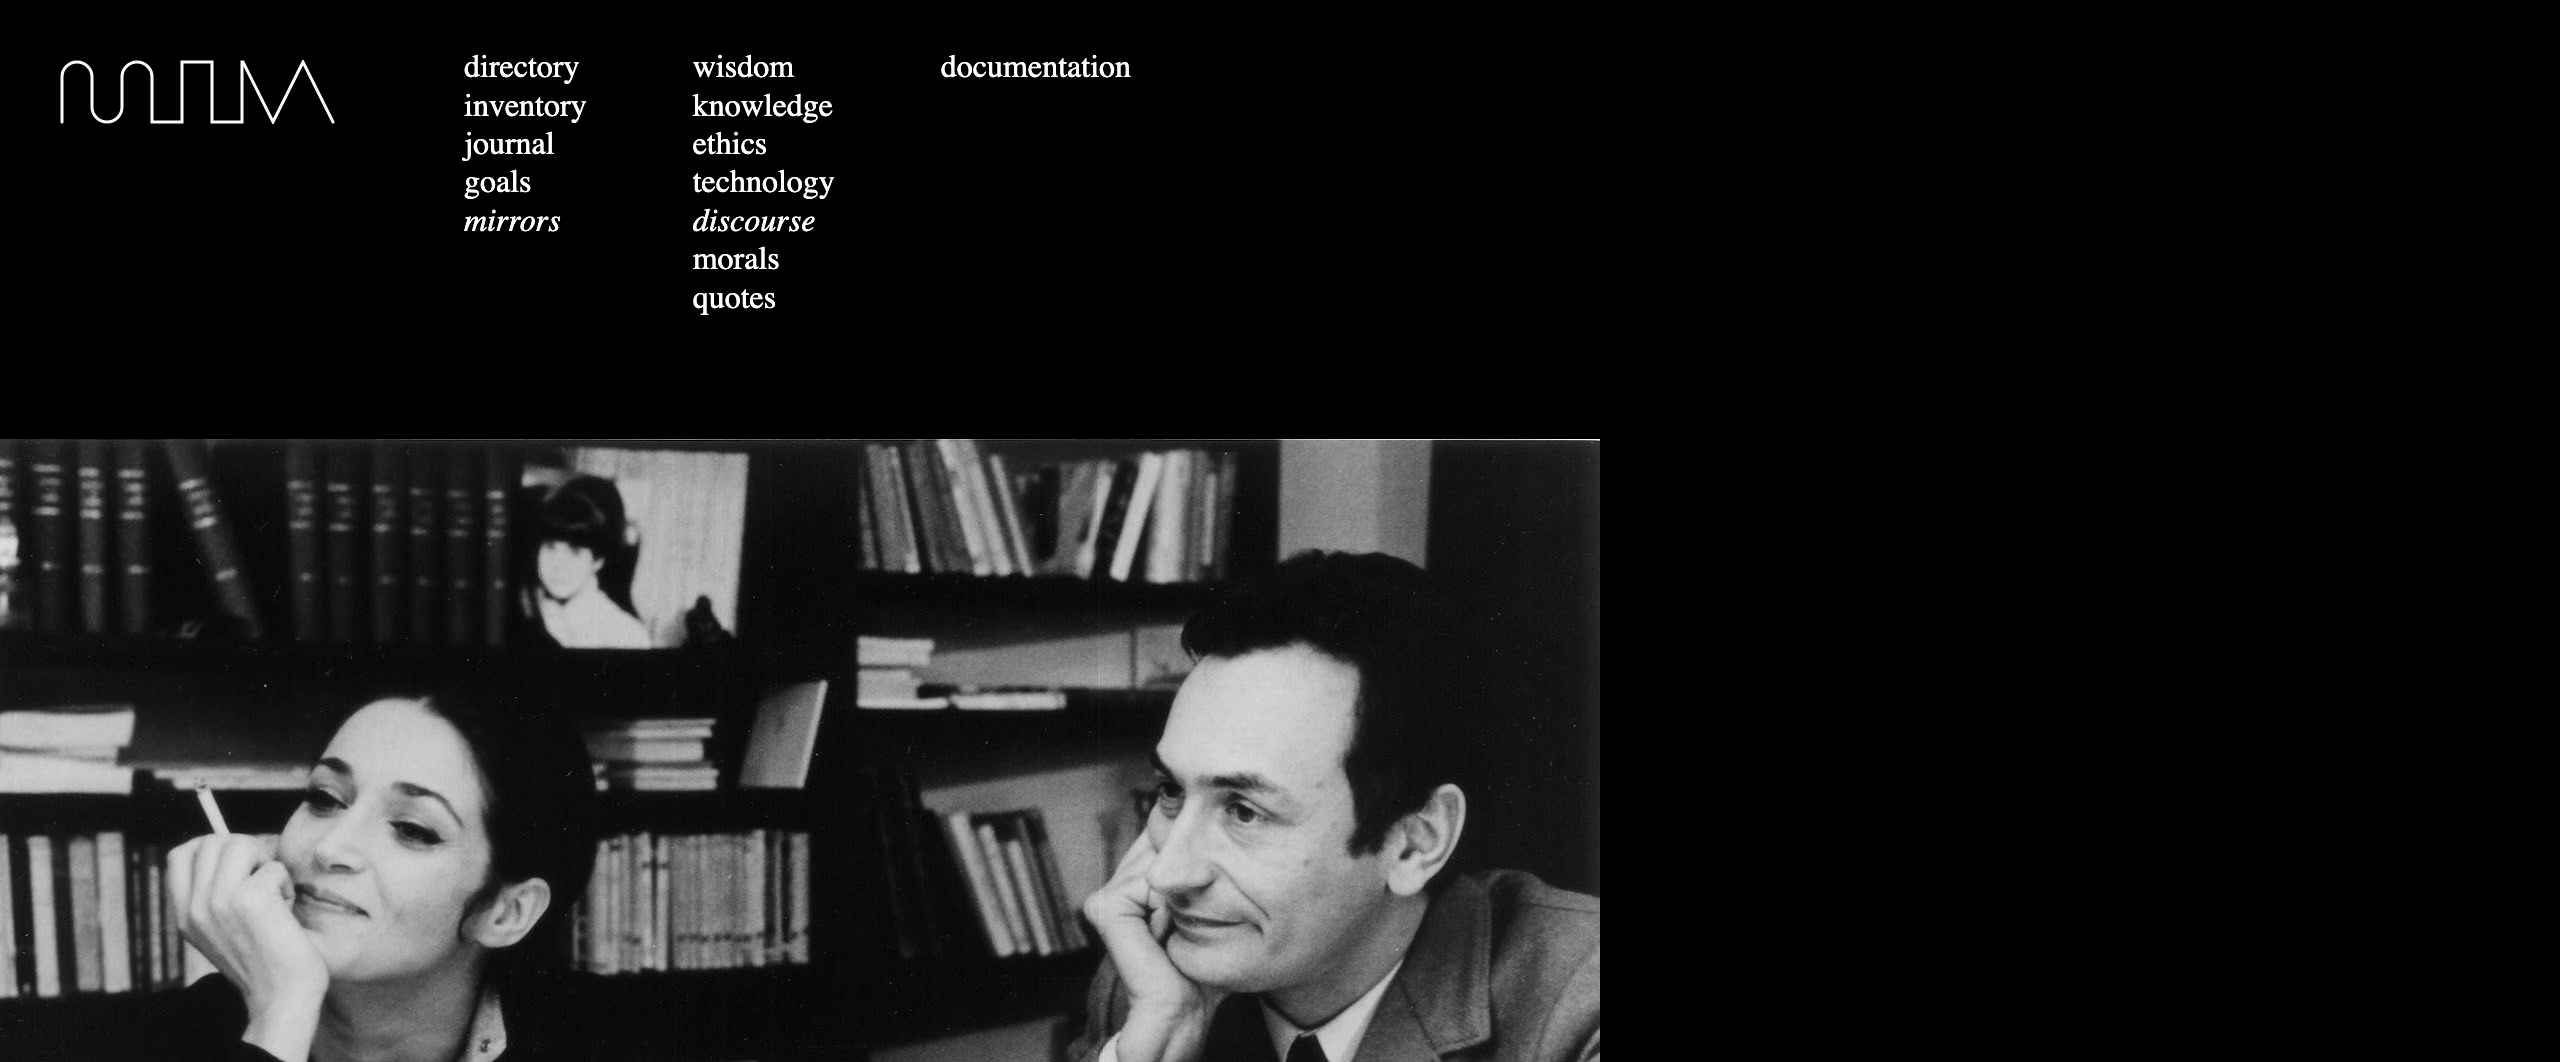 directory
inventory
journal
goals
mirrors
wisdom
knowledge
ethics
technology
discourse
morals
quotes
documentation